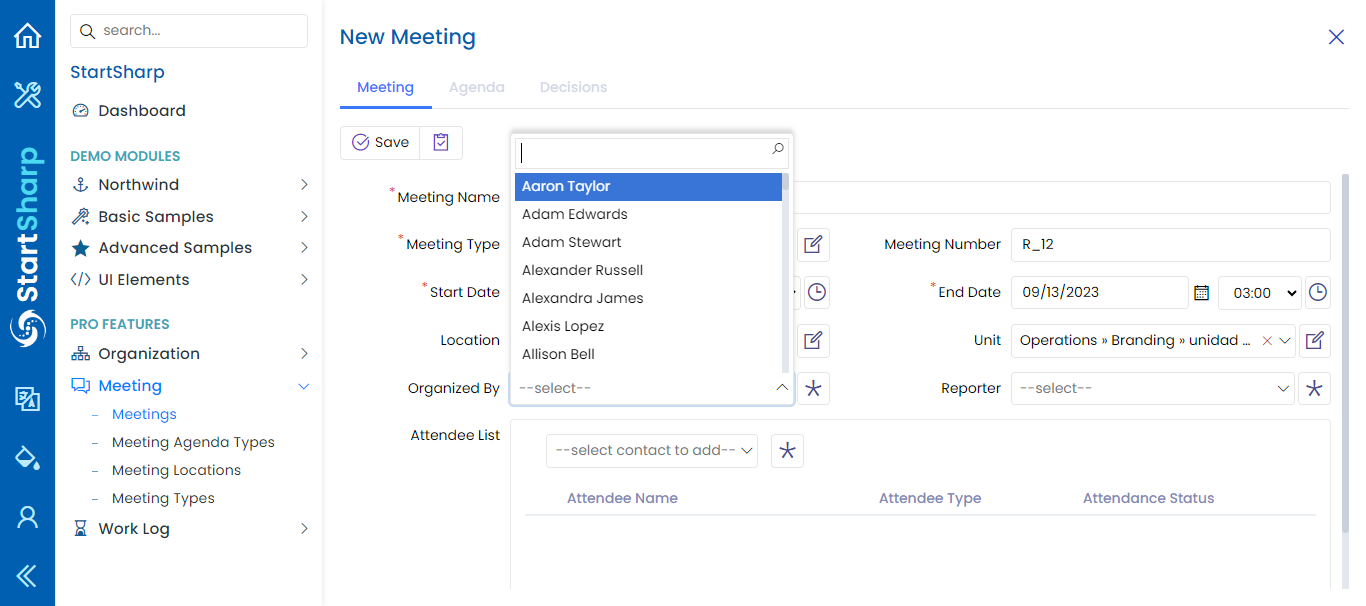 search...
StartSharp
Dashboard
DEMO MODULES
Northwind
Basic Samples
Advanced Samples
UI Elements
PRO FEATURES
Organization
Meeting
Meetings
Meeting Agenda Types
Meeting Locations
Meeting Types
Work Log
StartSharp
New Meeting
Meeting Agenda Decisions
Save
*Meeting Name
*Meeting Type
Meeting Number R_12
*Start Date
*End Date 09/13/2023 03:00
Location
Unit Operations » Branding » unidad ...
Organized By --select--
Reporter --select--
Aaron Taylor
Adam Edwards
Adam Stewart
Alexander Russell
Alexandra James
Alexis Lopez
Allison Bell
Attendee List
--select contact to add--
Attendee Name Attendee Type Attendance Status